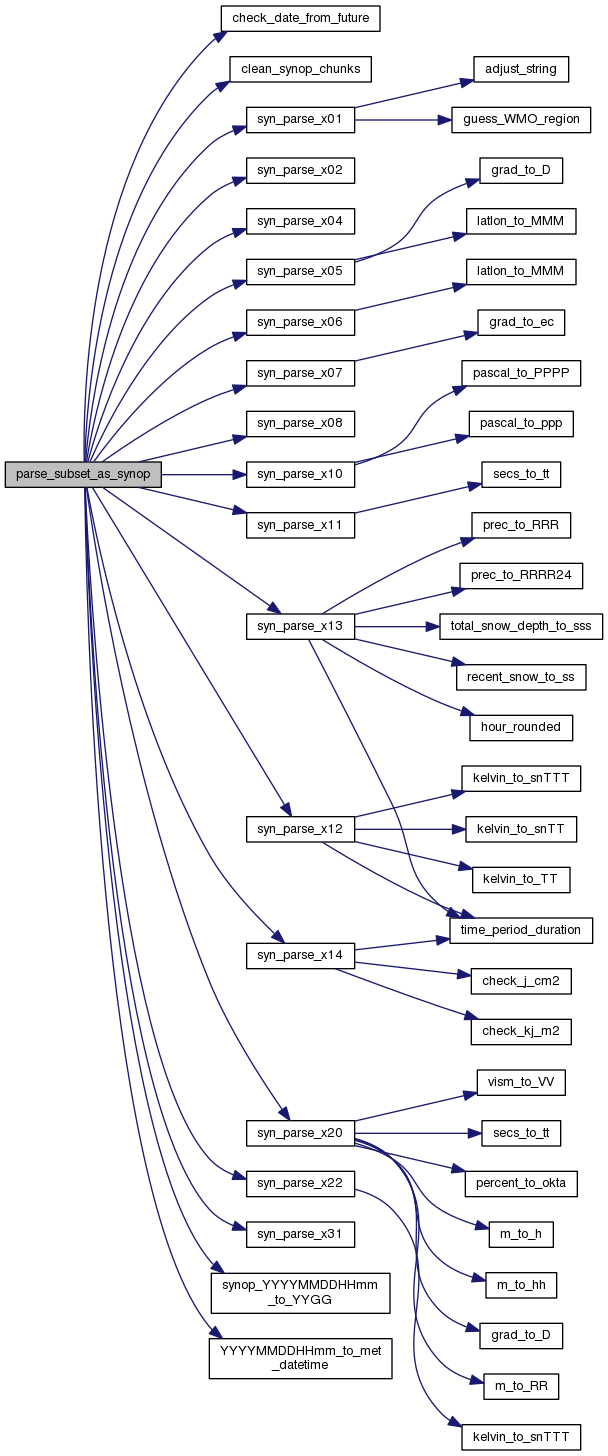 check_date_from_future
clean_synop_chunks
adjust_string
syn_parse_x01
guess_WMO_region
syn_parse_x02
grad_to_D
syn_parse_x04
latlon_to_MMM
syn_parse_x05
latlon_to_MMM
syn_parse_x06
grad_to_ec
syn_parse_x07
pascal_to_PPPP
syn_parse_x08
pascal_to_ppp
parse_subset_as_synop
syn_parse_x10
secs_to_tt
syn_parse_x11
prec_to_RRR
prec_to_RRRR24
syn_parse_x13
total_snow_depth_to_sss
recent_snow_to_ss
hour_rounded
kelvin_to_snTTT
syn_parse_x12
kelvin_to_snTT
kelvin_to_TT
time_period_duration
syn_parse_x14
check_j_cm2
check_kj_m2
vism_to_VV
syn_parse_x20
secs_to_tt
syn_parse_x22
percent_to_okta
syn_parse_x31
m_to_h
synop_YYYYMMDDHHmm
_to_YYGG
m_to_hh
grad_to_D
YYYYMMDDHHmm_to_met
_datetime
m_to_RR
kelvin_to_snTTT